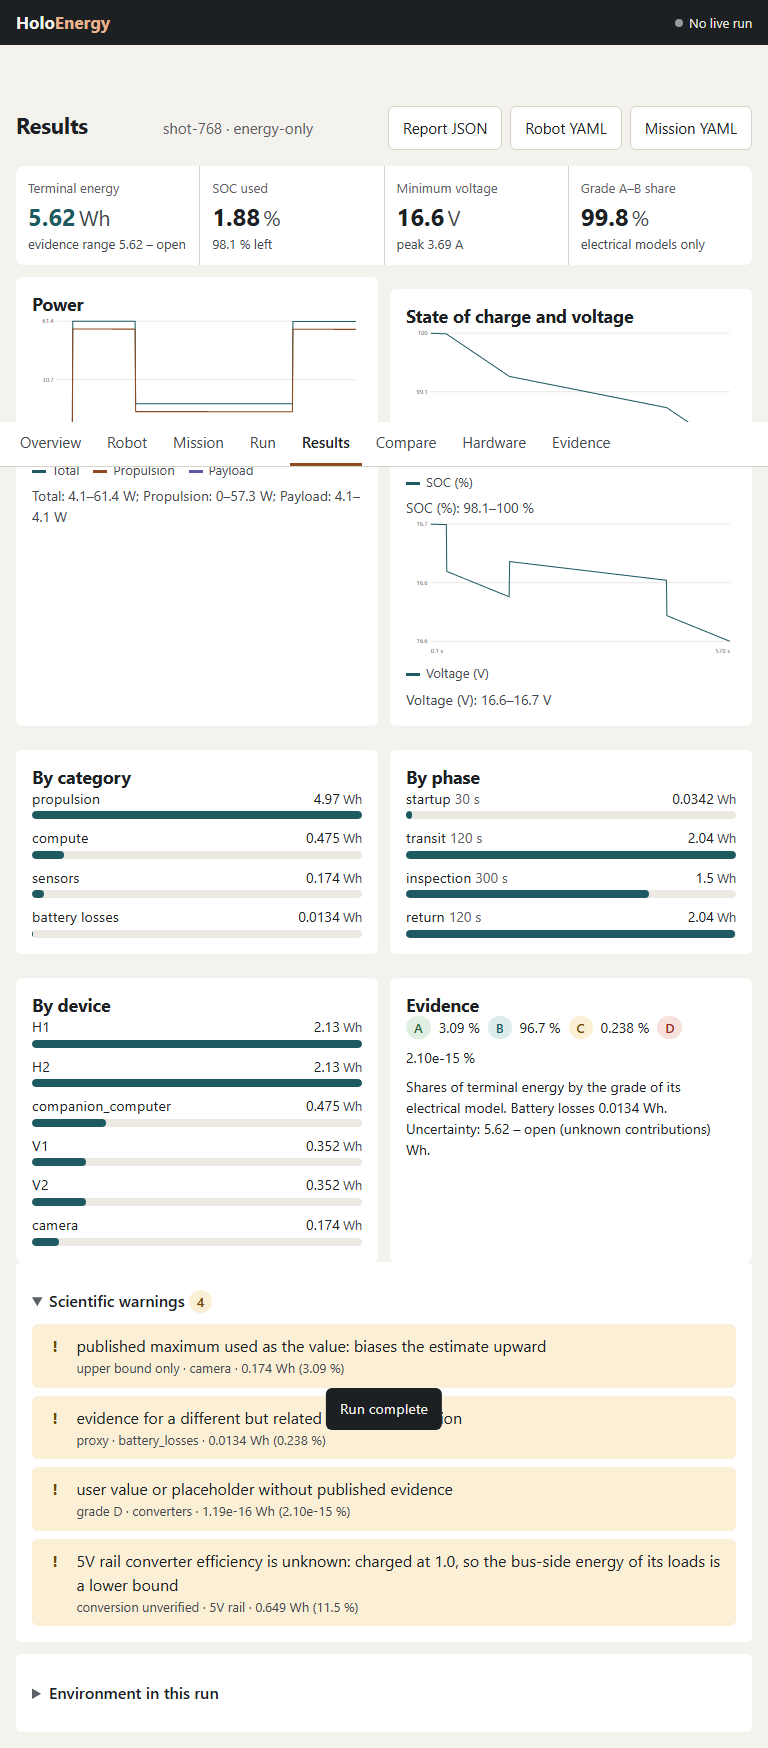 HoloEnergy
No live run
Results
shot-768 · energy-only
Report JSON
Robot YAML
Mission YAML
Terminal energy
5.62 Wh
evidence range 5.62 – open
SOC used
1.88 %
98.1 % left
Minimum voltage
16.6 V
peak 3.69 A
Grade A–B share
99.8 %
electrical models only
Power
61.4
30.7
State of charge and voltage
100
99.1
Overview Robot Mission Run Results Compare Hardware Evidence
Total Propulsion Payload
Total: 4.1–61.4 W; Propulsion: 0–57.3 W; Payload: 4.1–
4.1 W
SOC (%)
SOC (%): 98.1–100 %
16.7
16.6
16.6
0.1 s
570 s
Voltage (V)
Voltage (V): 16.6–16.7 V
By category
propulsion 4.97 Wh
compute 0.475 Wh
sensors 0.174 Wh
battery losses 0.0134 Wh
By phase
startup 30 s 0.0342 Wh
transit 120 s 2.04 Wh
inspection 300 s 1.5 Wh
return 120 s 2.04 Wh
By device
H1 2.13 Wh
H2 2.13 Wh
companion_computer 0.475 Wh
V1 0.352 Wh
V2 0.352 Wh
camera 0.174 Wh
Evidence
A 3.09 % B 96.7 % C 0.238 % D
2.10e-15 %
Shares of terminal energy by the grade of its
electrical model. Battery losses 0.0134 Wh.
Uncertainty: 5.62 – open (unknown contributions)
Wh.
Scientific warnings 4
! published maximum used as the value: biases the estimate upward
upper bound only · camera · 0.174 Wh (3.09 %)
! evidence for a different but related
Run complete
proxy · battery_losses · 0.0134 Wh (0.238 %)
! user value or placeholder without published evidence
grade D · converters · 1.19e-16 Wh (2.10e-15 %)
! 5V rail converter efficiency is unknown: charged at 1.0, so the bus-side energy of its loads is
a lower bound
conversion unverified · 5V rail · 0.649 Wh (11.5 %)
Environment in this run